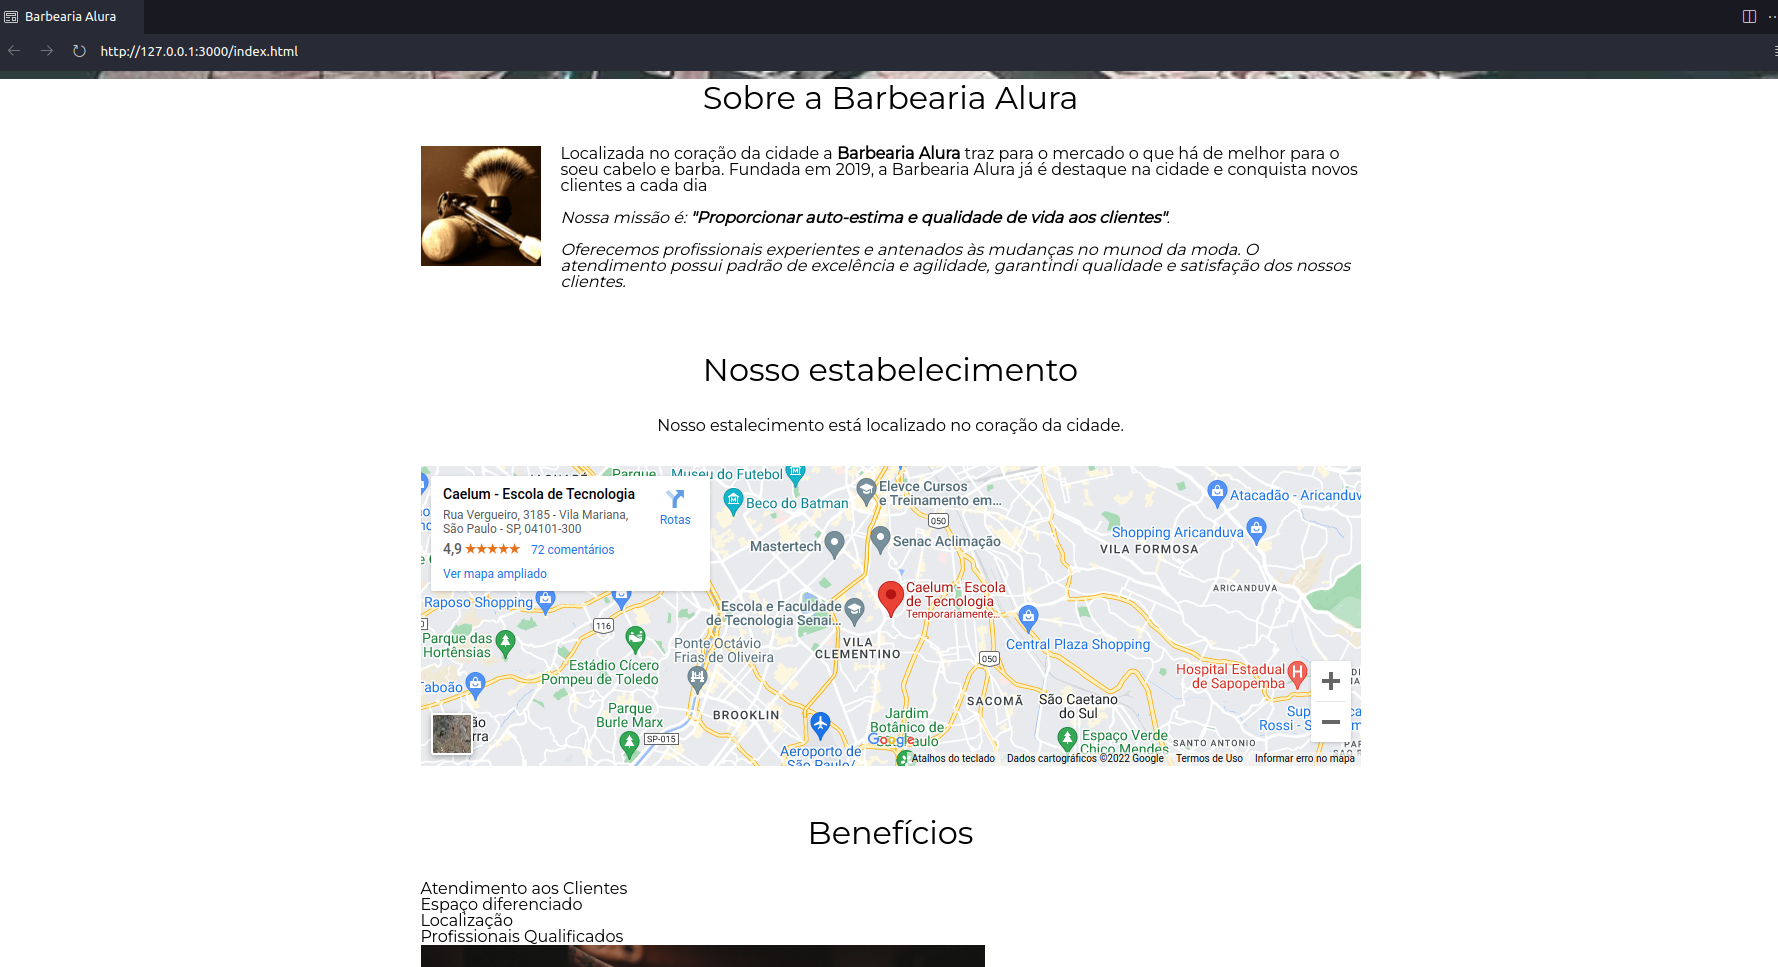 Barbearia Alura
http://127.0.0.1:3000/index.html
Sobre a Barbearia Alura
Localizada no coração da cidade a Barbearia Alura traz para o mercado o que há de melhor para o
soeu cabelo e barba. Fundada em 2019, a Barbearia Alura já é destaque na cidade e conquista novos
clientes a cada dia
Nossa missão é: "Proporcionar auto-estima e qualidade de vida aos clientes".
Oferecemos profissionais experientes e antenados às mudanças no munod da moda. O
atendimento possui padrão de excelência e agilidade, garantindi qualidade e satisfação dos nossos
clientes.
Nosso estabelecimento
Nosso estalecimento está localizado no coração da cidade.
Caelum - Escola de Tecnologia
Rua Vergueiro, 3185 - Vila Mariana,
São Paulo - SP, 04101-300
4,9
72 comentários
Ver mapa ampliado
Rotas
Parque
Museu do Futebol
Beco do Batman
Elevce Cursos
e Treinamento em...
050
Atacadão - Aricanduv
Shopping Aricanduva
VILA FORMOSA
Mastertech
Senac Aclimação
ARICANDUVA
Caelum - Escola
de Tecnologia
Temporariamente...
Raposo Shopping
Escola e Faculdade
de Tecnologia Senai...
116
Parque das
Hortênsias
Estádio Cícero
Pompeu de Toledo
Ponte Octávio
Frias de Oliveira
VILA
CLEMENTINO
Central Plaza Shopping
050
Hospital Estadual
de Sapopemba
Taboão
SACOMÃ
São Caetano
do Sul
Parque
Burle Marx
BROOKLIN
SP-015
Jardim
Botânico de
São Paulo
Google
Aeroporto de
São Paulo/
Espaço Verde
Chico Mendes
SANTO ANTONIO
Rossi - S
Atalhos do teclado
Dados cartográficos ©2022 Google
Termos de Uso
Informar erro no mapa
Benefícios
Atendimento aos Clientes
Espaço diferenciado
Localização
Profissionais Qualificados